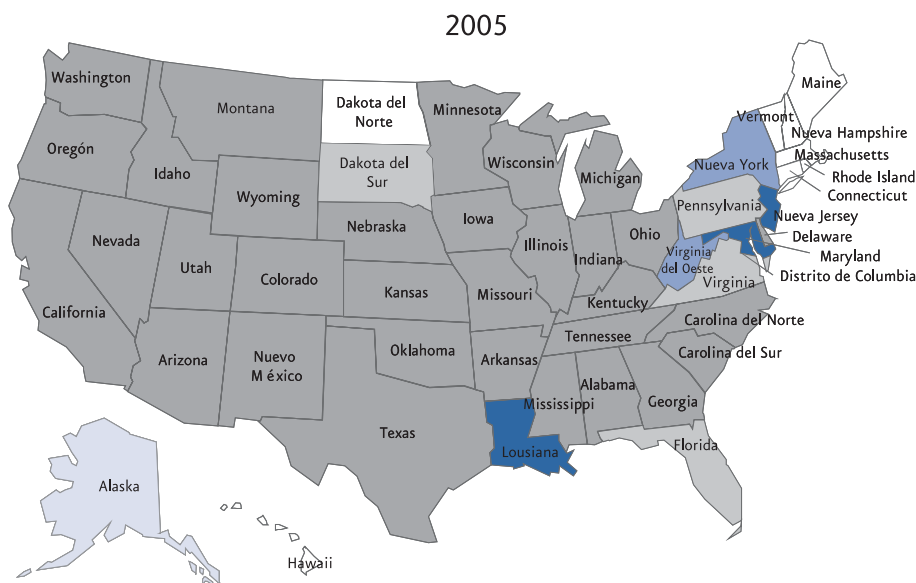 2005
Washington
Montana
Dakota del
Norte
Minnesota
Maine
Vermont
Nueva Hampshire
Oregón
Idaho
Dakota del
Sur
Wisconsin
Michigan
Nueva York
Massachusetts
Rhode Island
Connecticut
Wyoming
Iowa
Pennsylvania
Nueva Jersey
Nevada
Nebraska
Illinois
Indiana
Ohio
Delaware
Maryland
Utah
Colorado
Virginia
del Oeste
Distrito de Columbia
Virginia
California
Kansas
Missouri
Kentucky
Carolina del Norte
Arizona
Nuevo
M éxico
Oklahoma
Arkansas
Tennessee
Carolina del Sur
Mississippi
Alabama
Georgia
Texas
Lousiana
Florida
Alaska
Hawaii